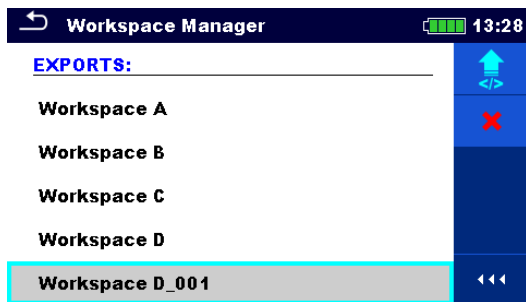 Workspace Manager 13:28
EXPORTS:
</>
Workspace A
Workspace B
Workspace C
Workspace D
Workspace D_001